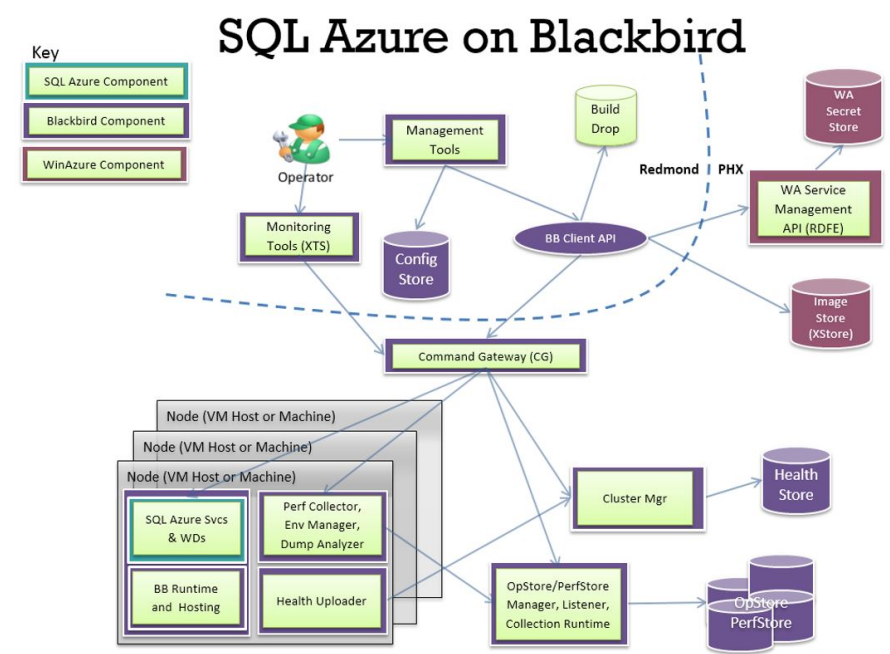 SQL Azure on Blackbird
Key
SQL Azure Component
Blackbird Component
WinAzure Component
Operator
Management
Tools
Build
Drop
WA
Secret
Store
Redmond
PHX
WA Service
Management
API (RDFE)
Monitoring
Tools (XTS)
Config
Store
BB Client API
Image
Store
(XStore)
Command Gateway (CG)
Node (VM Host or Machine)
Node (VM Host or Machine)
Node (VM Host or Machine)
SQL Azure Svcs
& WDs
Perf Collector,
Env Manager,
Dump Analyzer
BB Runtime
and Hosting
Health Uploader
Cluster Mgr
Health
Store
OpStore/PerfStore
Manager, Listener,
Collection Runtime
OpStore
PerfStore